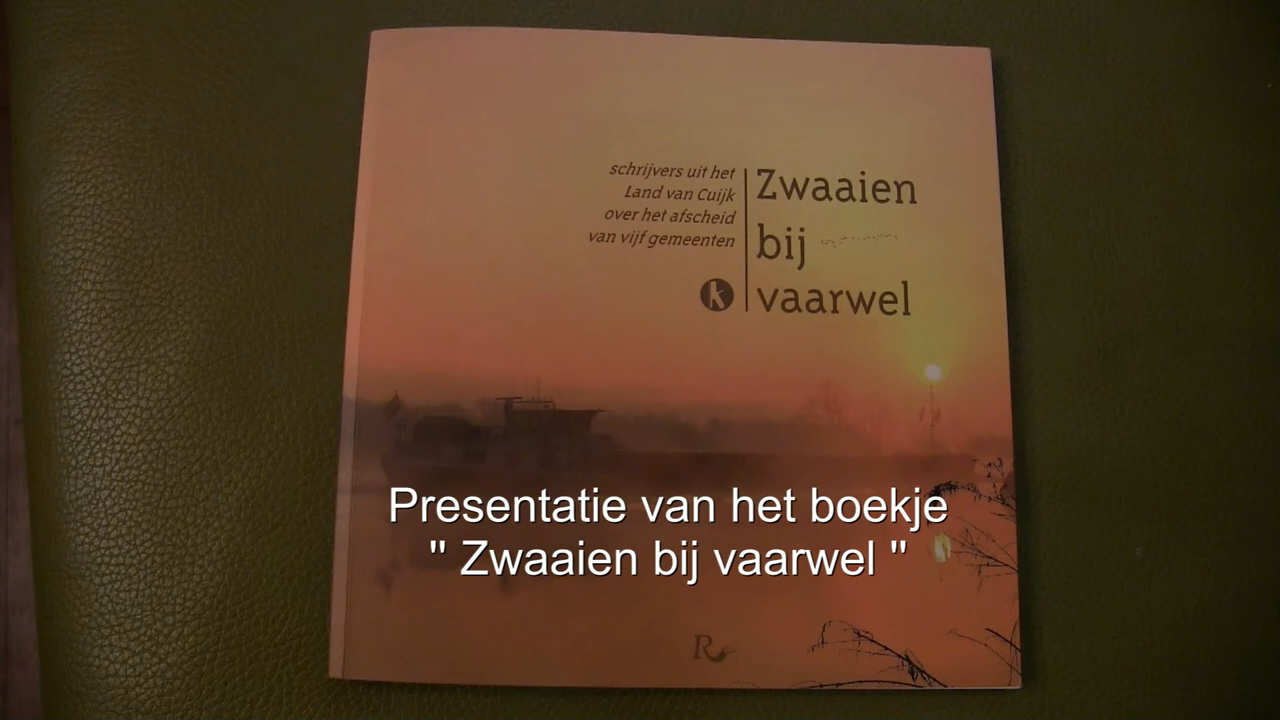 schrijvers uit het
Land van Cuijk
over het afscheid
van vijf gemeenten
k
Zwaaien
bij
vaarwel
Presentatie van het boekje
" Zwaaien bij vaarwel "
R